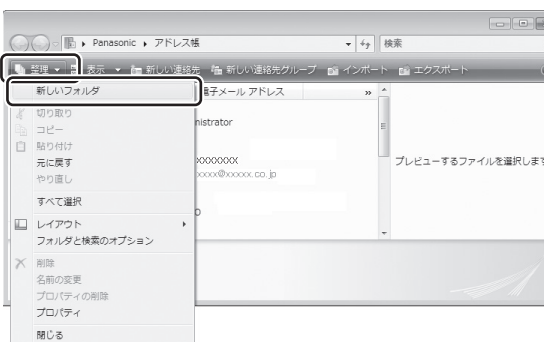 Panasonic ▸ アドレス帳
検索
整理 ▼ 表示 ▼ 新しい連絡先 新しい連絡先グループ インポート エクスポート
新しいフォルダ
電子メール アドレス »
切り取り
nistrator
コピー
貼り付け
元に戻す
xxxxxxxx
プレビューするファイルを選択しま
xxxx@xxxxx.co.jp
やり直し
すべて選択
レイアウト
フォルダと検索のオプション
削除
名前の変更
プロパティの削除
プロパティ
閉じる